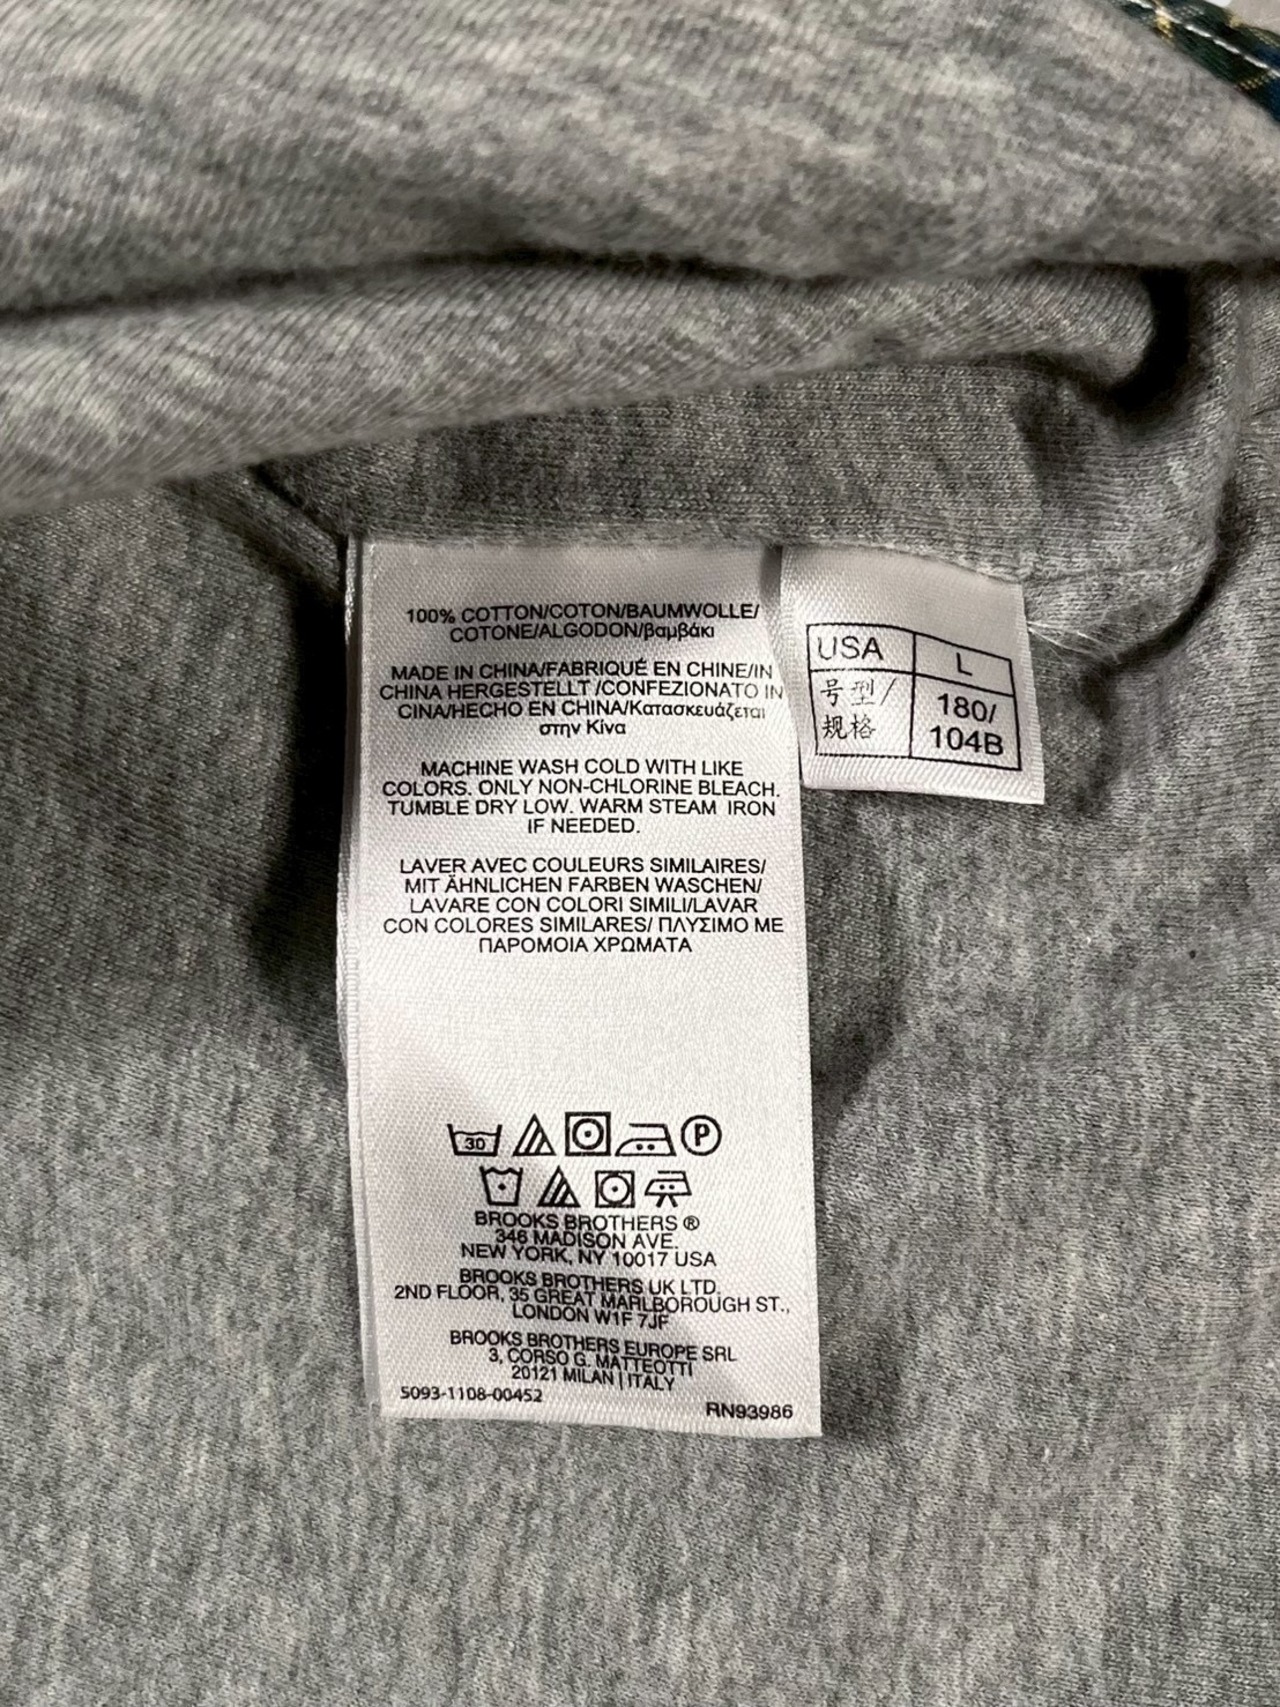 100% COTTON/COTON/BAUMWOLLE/
COTONE/ALGODON/βαμβάκι
MADE IN CHINA/FABRIQUÉ EN CHINE/IN
CHINA HERGESTELLT /CONFEZIONATO IN
CINA/HECHO EN CHINA/Κατασκευάζεται
στην Κίνα
MACHINE WASH COLD WITH LIKE
COLORS. ONLY NON-CHLORINE BLEACH.
TUMBLE DRY LOW. WARM STEAM IRON
IF NEEDED.
LAVER AVEC COULEURS SIMILAIRES/
MIT ÄHNLICHEN FARBEN WASCHEN/
LAVARE CON COLORI SIMILI/LAVAR
CON COLORES SIMILARES/ ΠΛΥΣΙΜΟ ΜΕ
ΠΑΡΟΜΟΙΑ ΧΡΩΜΑΤΑ
30 P
BROOKS BROTHERS ®
346 MADISON AVE.
NEW YORK, NY 10017 USA
BROOKS BROTHERS UK LTD.
2ND FLOOR, 35 GREAT MARLBOROUGH ST.,
LONDON W1F 7JF
BROOKS BROTHERS EUROPE SRL
3, CORSO G. MATTEOTTI
20121 MILAN | ITALY
5093-1108-00452 RN93986
USA L
号型/ 180/
规格 104B